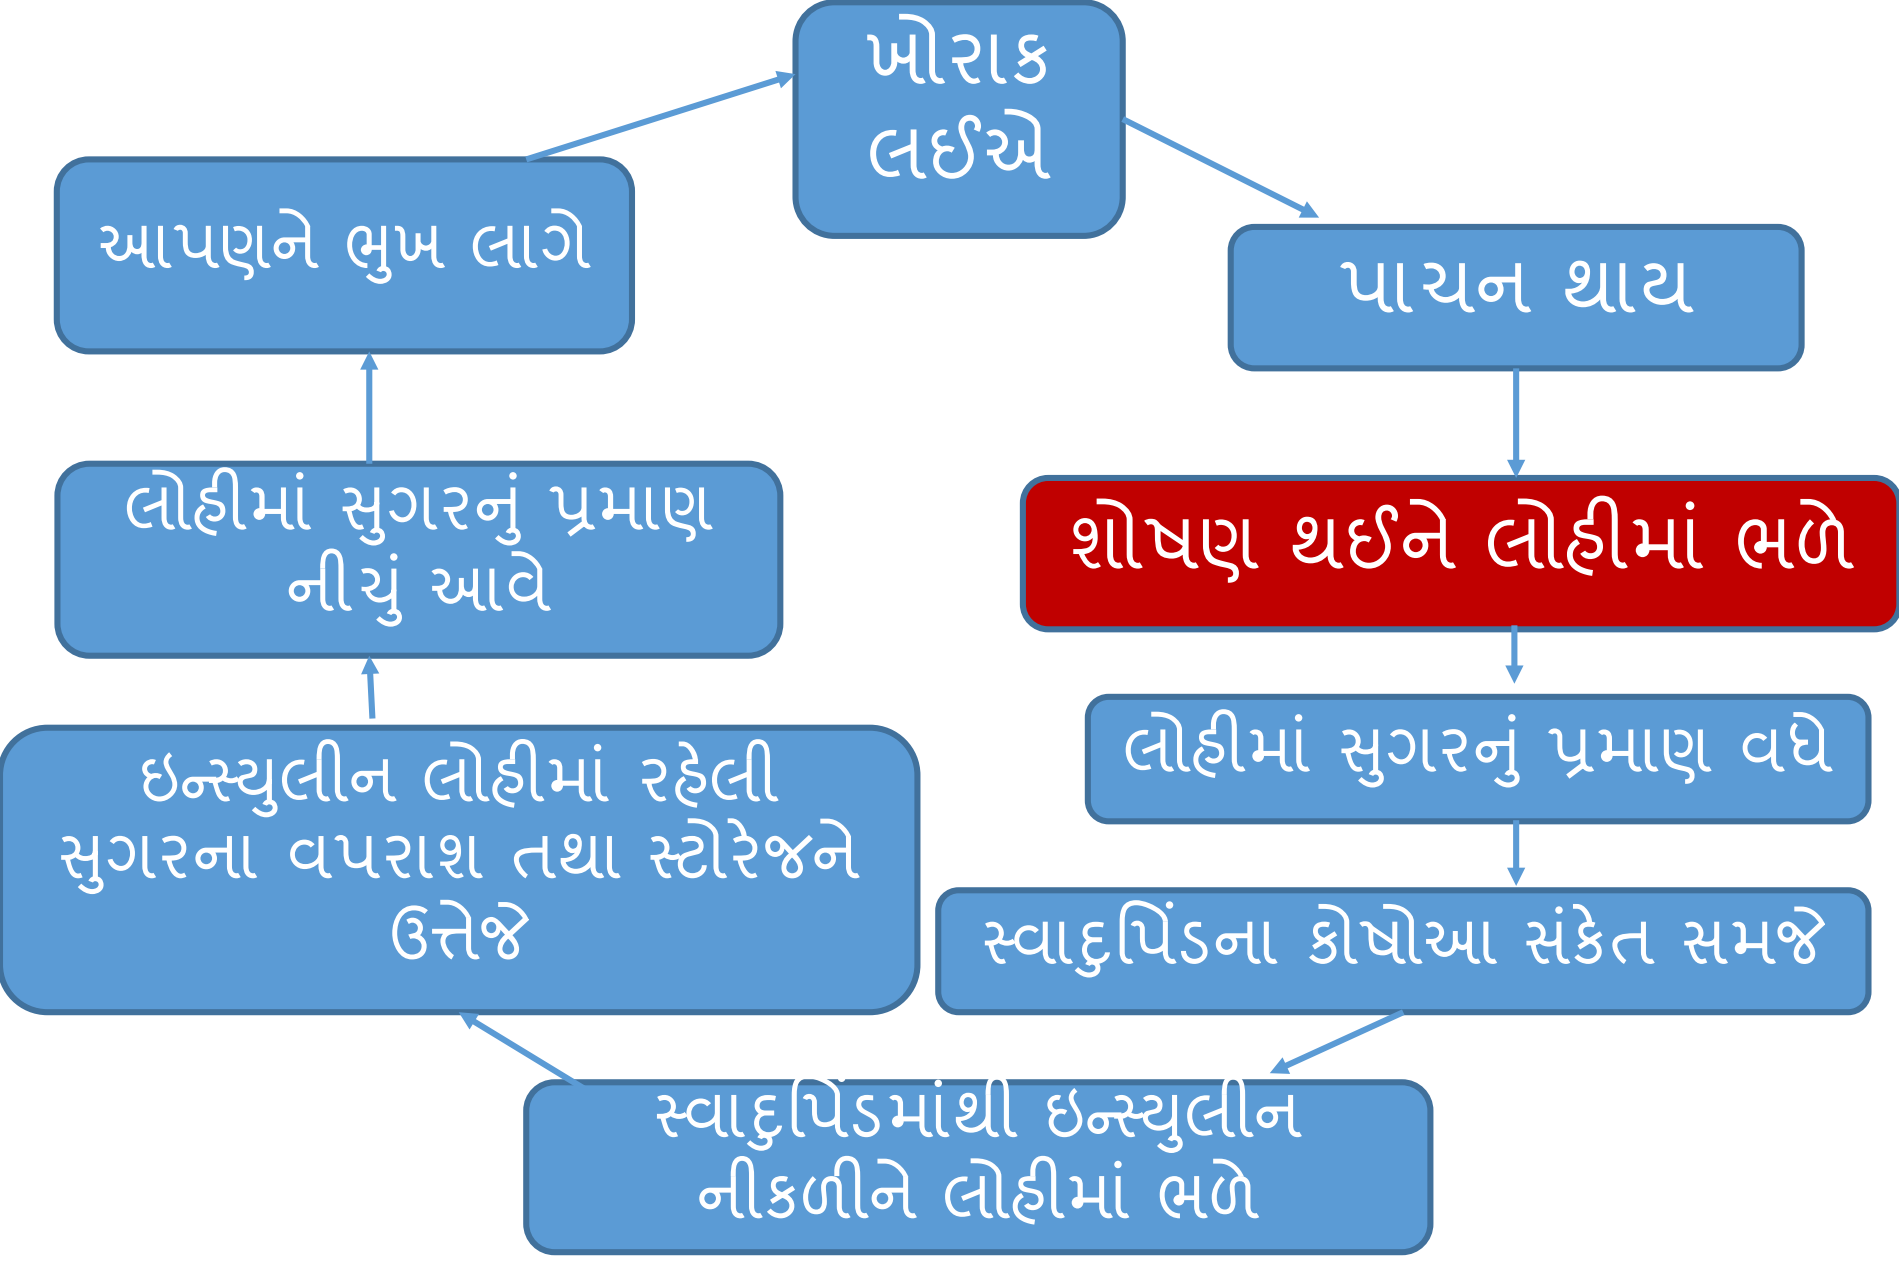 ખોરાક
લઈએ
પાચન થાય
શોષણ થઈને લોહીમાં ભળે
લોહીમાં સુગરનું પ્રમાણ વધે
સ્વાદુપિંડના કોષોઆ સંકેત સમજે
સ્વાદુપિંડમાંથી ઇન્સ્યુલીન
નીકળીને લોહીમાં ભળે
ઇન્સ્યુલીન લોહીમાં રહેલી
સુગરના વપરાશ તથા સ્ટોરેજને
ઉત્તેજે
લોહીમાં સુગરનું પ્રમાણ
નીચું આવે
આપણને ભુખ લાગે